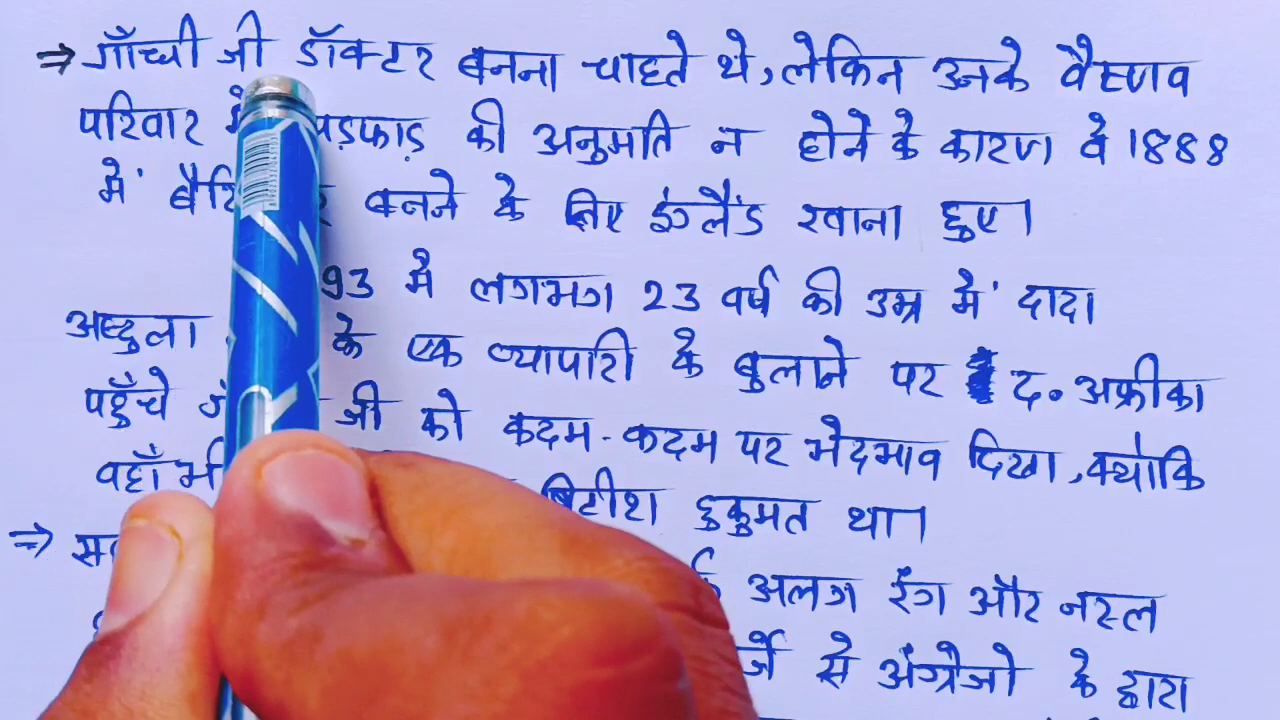 ⇒ गाँधी जी डॉक्टर बनना चाहते थे, लेकिन उनके वैष्णव
परिवार में ड़फाड़ की अनुमति न होने के कारण वे 1888
में बनने के लिए इंग्लैंड रवाना हुए।
93 मे लगभग 23 वर्ष की उम्र में दादा
अब्दुला के एक व्यापारी के बुलाने पर द० अफ्रीका
पहुँचे जी को कदम-कदम पर भेदभाव दिखा, क्योंकि
वहाँ भी ब्रिटीश हुकुमत था।
⇒ अलग रंग और नस्ल
से अंग्रेजो के द्वारा